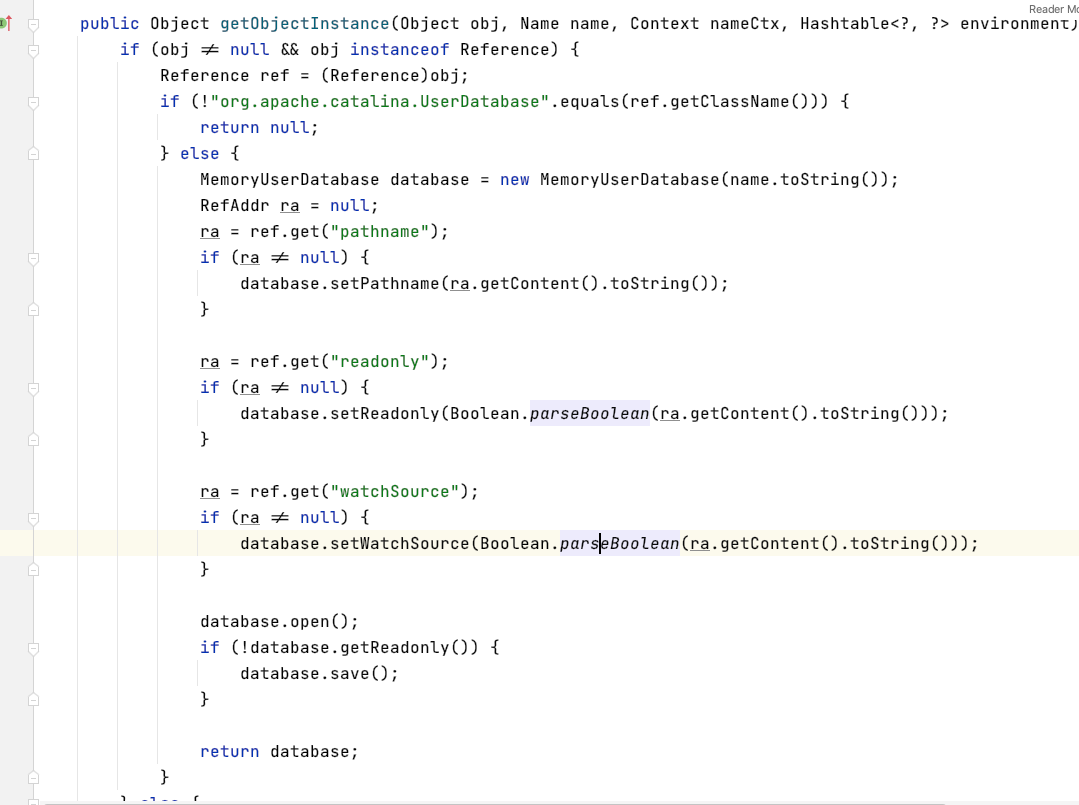 Reader Mo
public Object getObjectInstance(Object obj, Name name, Context nameCtx, Hashtable<?, ?> environment)
if (obj ≠ null && obj instanceof Reference) {
Reference ref = (Reference)obj;
if (!"org.apache.catalina.UserDatabase".equals(ref.getClassName())) {
return null;
} else {
MemoryUserDatabase database = new MemoryUserDatabase(name.toString());
RefAddr ra = null;
ra = ref.get("pathname");
if (ra ≠ null) {
database.setPathname(ra.getContent().toString());
}
ra = ref.get("readonly");
if (ra ≠ null) {
database.setReadonly(Boolean.parseBoolean(ra.getContent().toString()));
}
ra = ref.get("watchSource");
if (ra ≠ null) {
database.setWatchSource(Boolean.parseBoolean(ra.getContent().toString()));
}
database.open();
if (!database.getReadonly()) {
database.save();
}
return database;
}
} else {